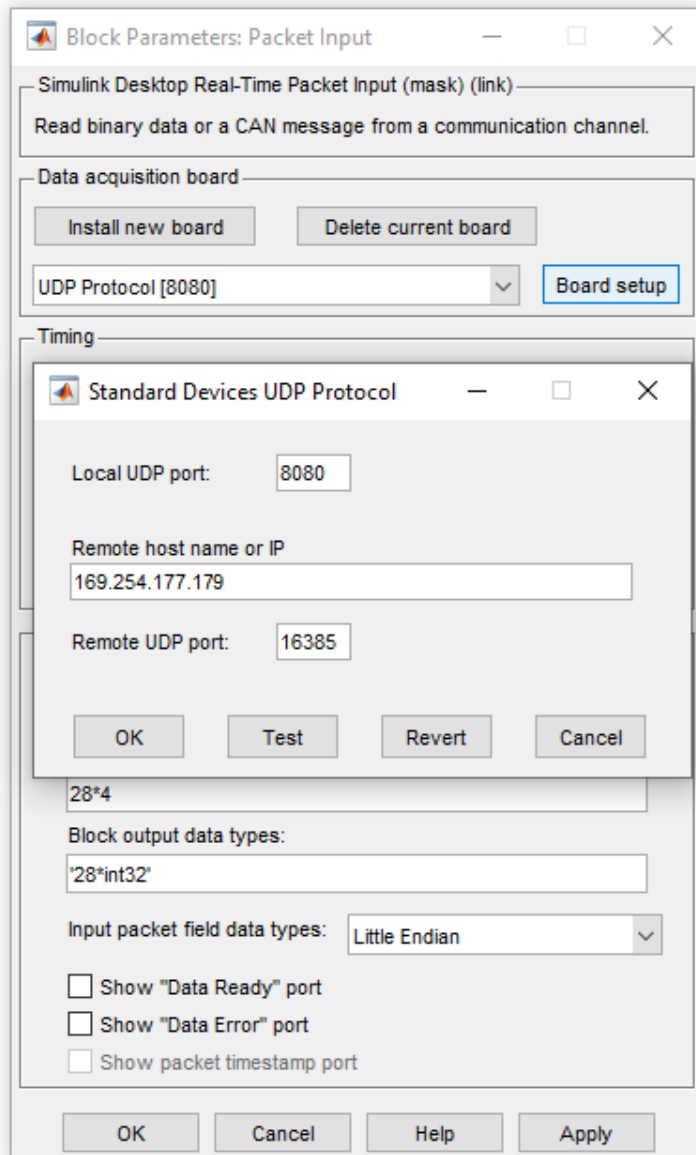 Block Parameters: Packet Input
Simulink Desktop Real-Time Packet Input (mask) (link)
Read binary data or a CAN message from a communication channel.
Data acquisition board
Install new board
Delete current board
UDP Protocol [8080]
Board setup
Timing
Standard Devices UDP Protocol
Local UDP port:
8080
Remote host name or IP
169.254.177.179
Remote UDP port:
16385
OK
Test
Revert
Cancel
28*4
Block output data types:
'28*int32'
Input packet field data types:
Little Endian
Show "Data Ready" port
Show "Data Error" port
Show packet timestamp port
OK
Cancel
Help
Apply